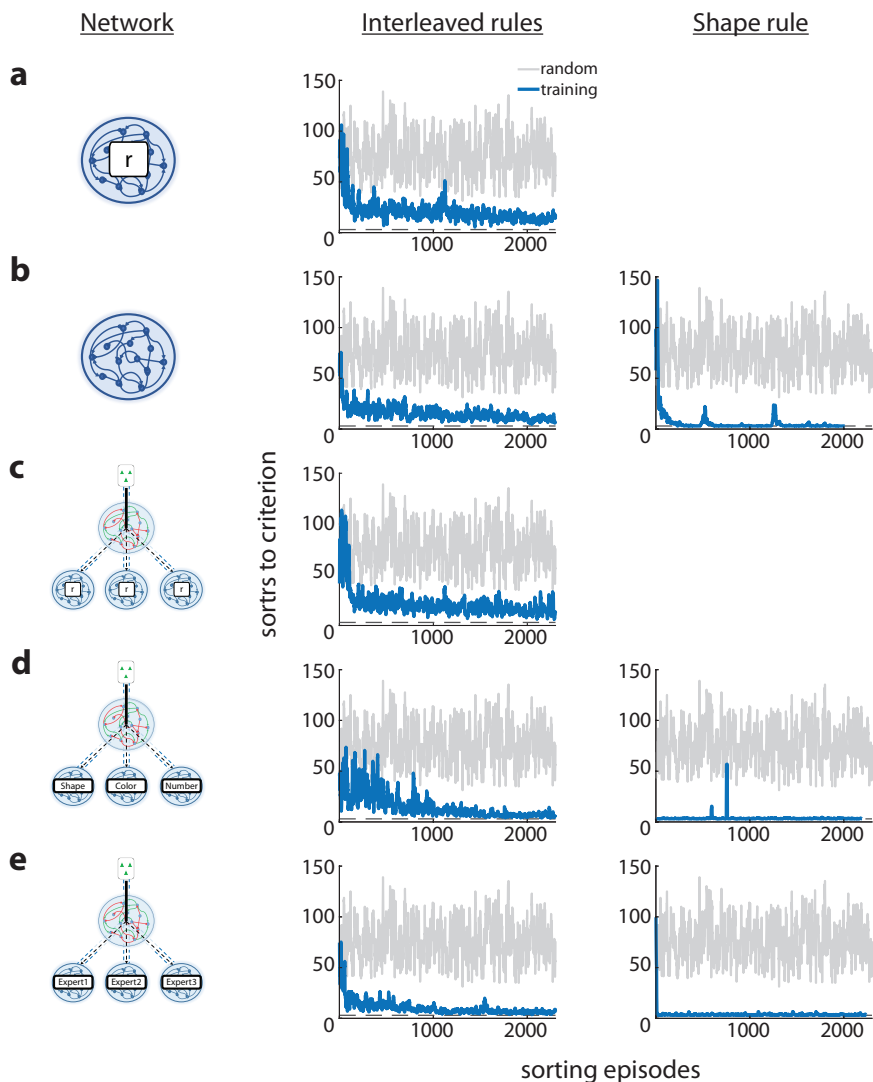 Network
Interleaved rules
Shape rule
a
r
150
100
50
0
1000
2000
random
training
b
150
100
50
0
1000
2000
150
100
50
0
1000
2000
c
r
r
r
150
100
50
0
1000
2000
sortrs to criterion
d
Shape
Color
Number
150
100
50
0
1000
2000
150
100
50
0
1000
2000
e
Expert1
Expert2
Expert3
150
100
50
0
1000
2000
150
100
50
0
1000
2000
sorting episodes